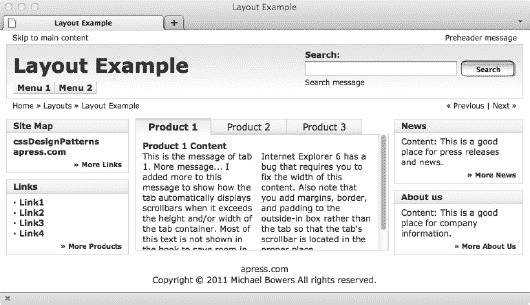 Layout Example
Layout Example
Skip to main content
Preheader message
Layout Example
Search:
Search
Search message
Menu 1 Menu 2
Home » Layouts » Layout Example
« Previous | Next »
Site Map
cssDesignPatterns
apress.com
» More Links
Links
· Link1
· Link2
· Link3
· Link4
» More Products
Product 1
Product 2
Product 3
Product 1 Content
This is the message of tab
1. More message... I
added more to this
message to show how the
tab automatically displays
scrollbars when it exceeds
the height and/or width of
the tab container. Most of
this text is not shown in
the book to save room in
Internet Explorer 6 has a
bug that requires you to
fix the width of this
content. Also note that
you add margins, border,
and padding to the
outside-in box rather than
the tab so that the tab's
scrollbar is located in the
proper place.
News
Content: This is a good
place for press releases
and news.
» More News
About us
Content: This is a good
place for company
information.
» More About Us
apress.com
Copyright © 2011 Michael Bowers All rights reserved.